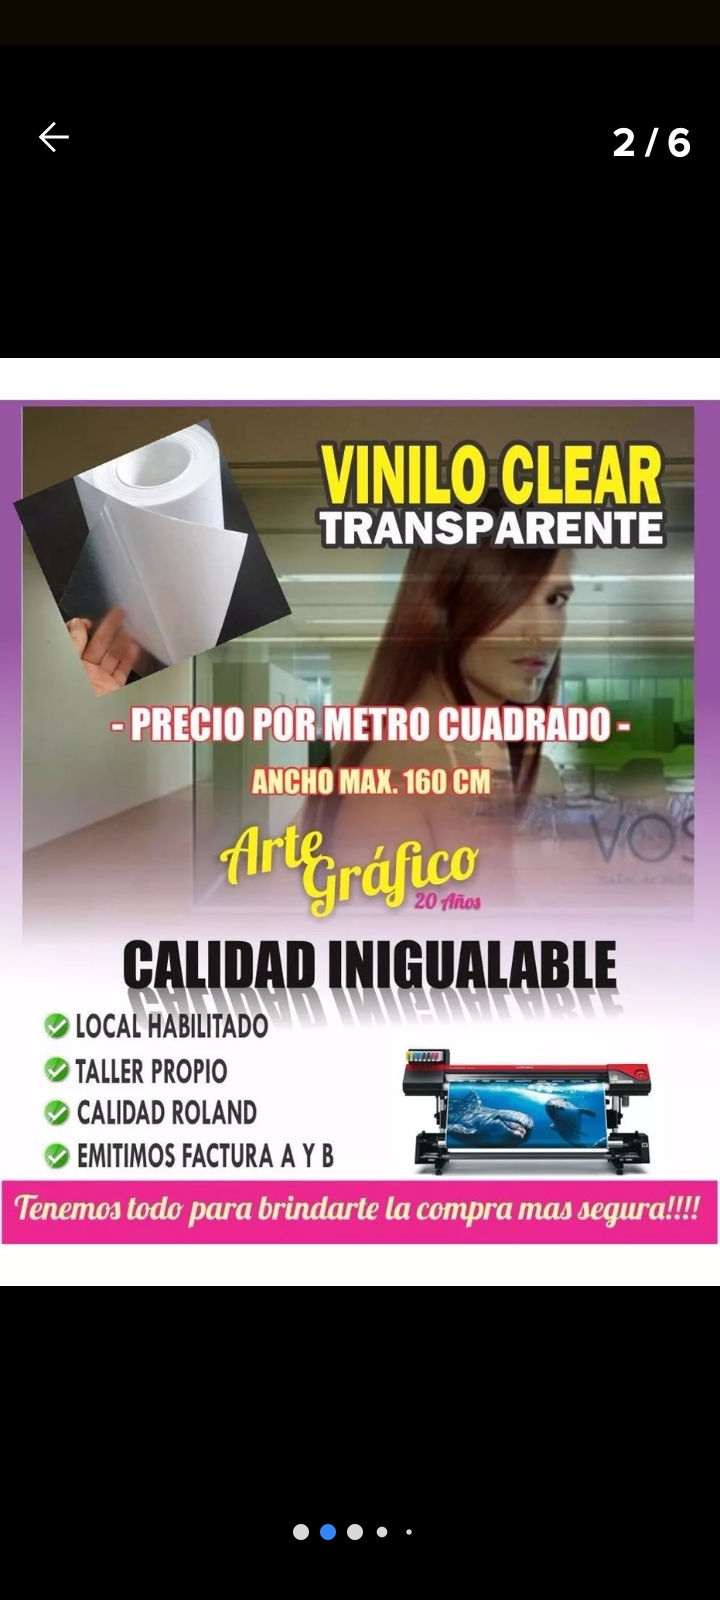 2 / 6
VINILO CLEAR
TRANSPARENTE
- PRECIO POR METRO CUADRADO -
ANCHO MAX. 160 CM
VOS
Arte
Gráfico
20 Años
CALIDAD INIGUALABLE
LOCAL HABILITADO
TALLER PROPIO
CALIDAD ROLAND
EMITIMOS FACTURA A Y B
Tenemos todo para brindarte la compra mas segura!!!!